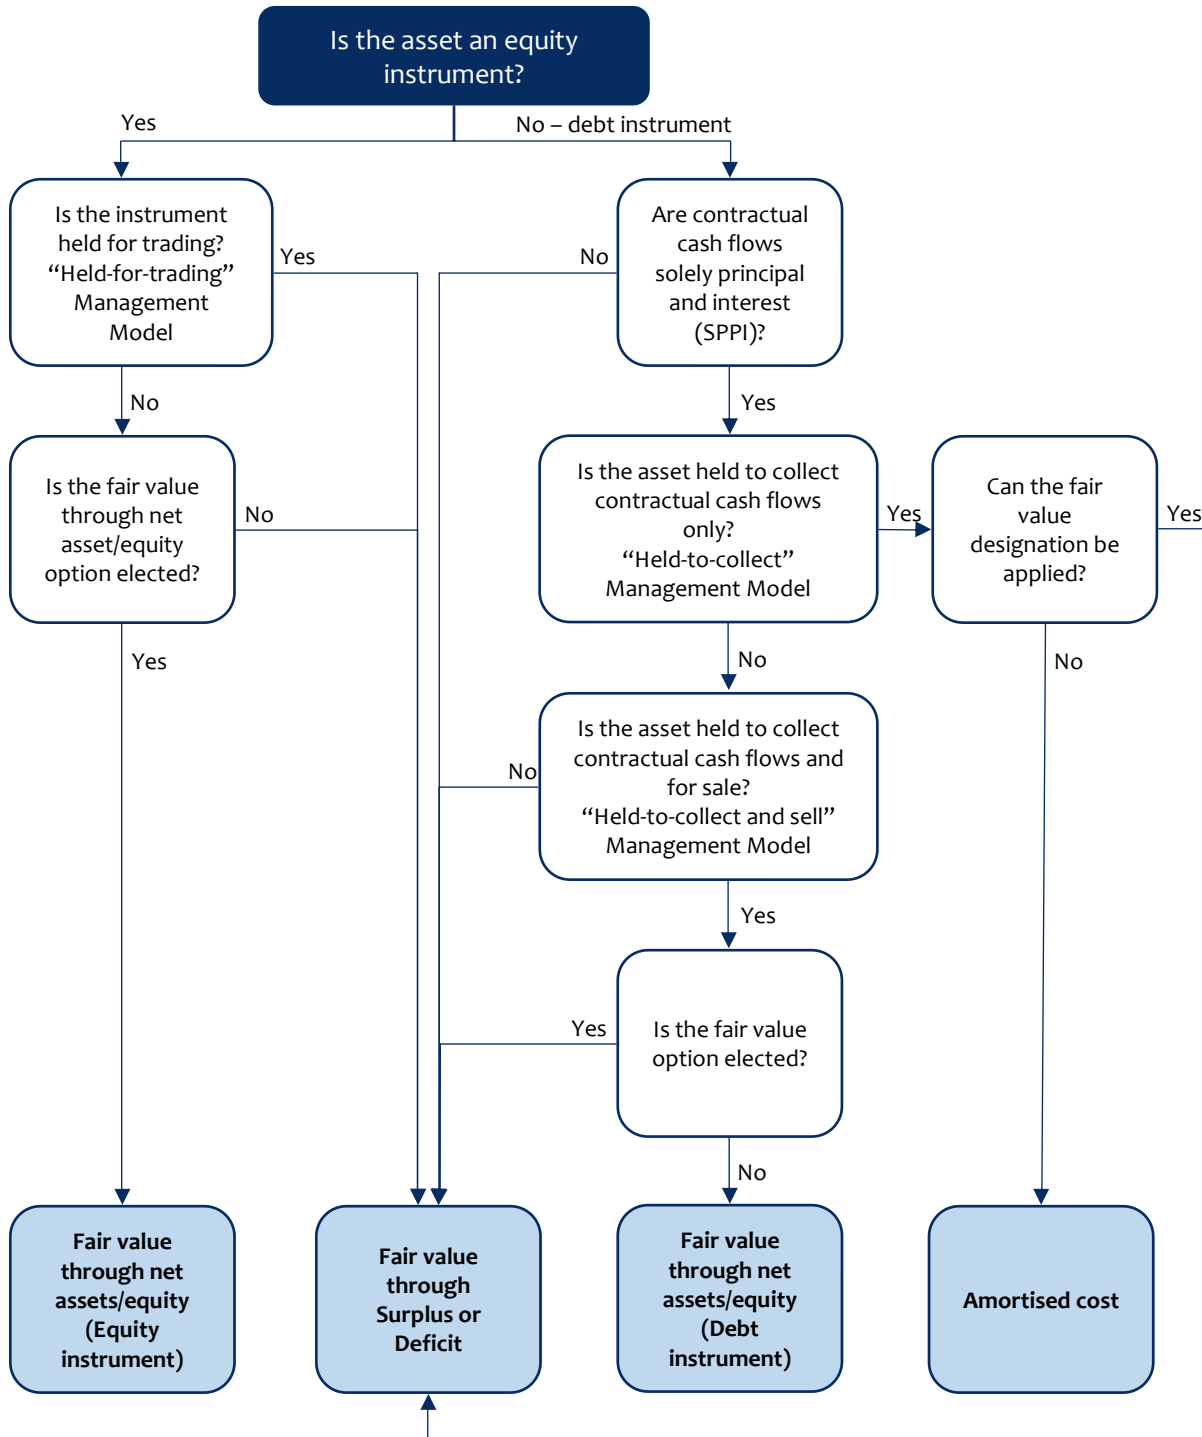 Is the asset an equity
instrument?
Yes
No – debt instrument
Is the instrument
held for trading?
“Held-for-trading”
Management
Model
Yes
No
Are contractual
cash flows
solely principal
and interest
(SPPI)?
No
Yes
Is the fair value
through net
asset/equity
option elected?
No
Is the asset held to collect
contractual cash flows
only?
“Held-to-collect”
Management Model
Yes
Can the fair
value
designation be
applied?
Yes
Yes
No
No
Is the asset held to collect
contractual cash flows and
for sale?
“Held-to-collect and sell”
Management Model
No
Yes
Yes
Is the fair value
option elected?
No
Fair value
through net
assets/equity
(Equity
instrument)
Fair value
through
Surplus or
Deficit
Fair value
through net
assets/equity
(Debt
instrument)
Amortised cost